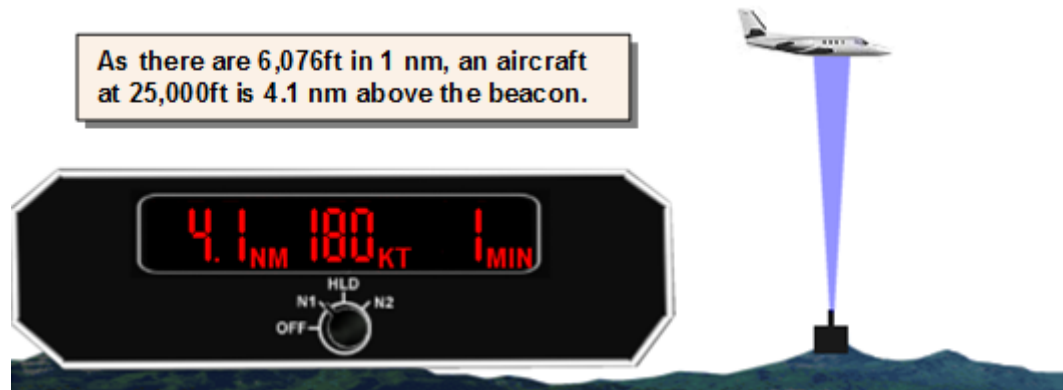 As there are 6,076ft in 1 nm, an aircraft
at 25,000ft is 4.1 nm above the beacon.
4.1NM 180KT 1MIN
HLD
N1 N2
OFF